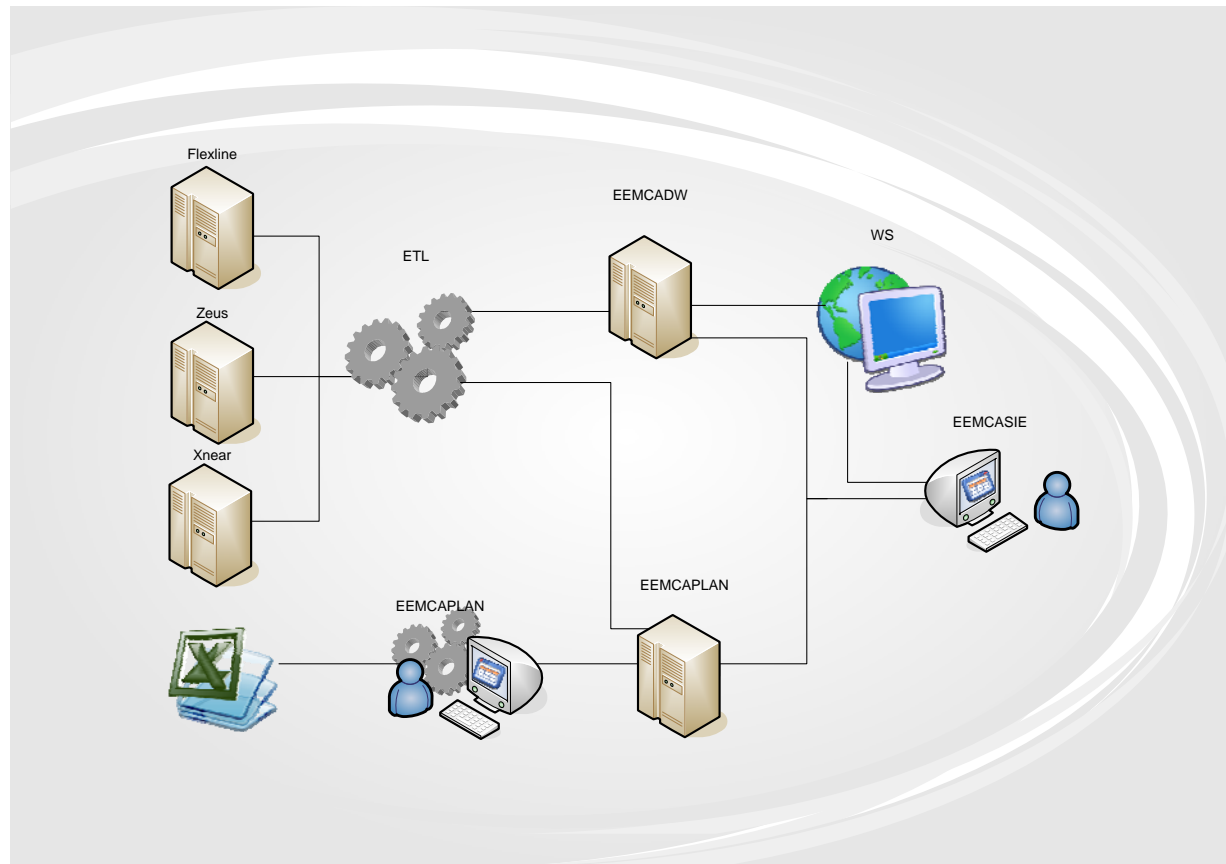 Flexline
EEMCADW
WS
ETL
Zeus
EEMCASIE
Xnear
EEMCAPLAN
EEMCAPLAN